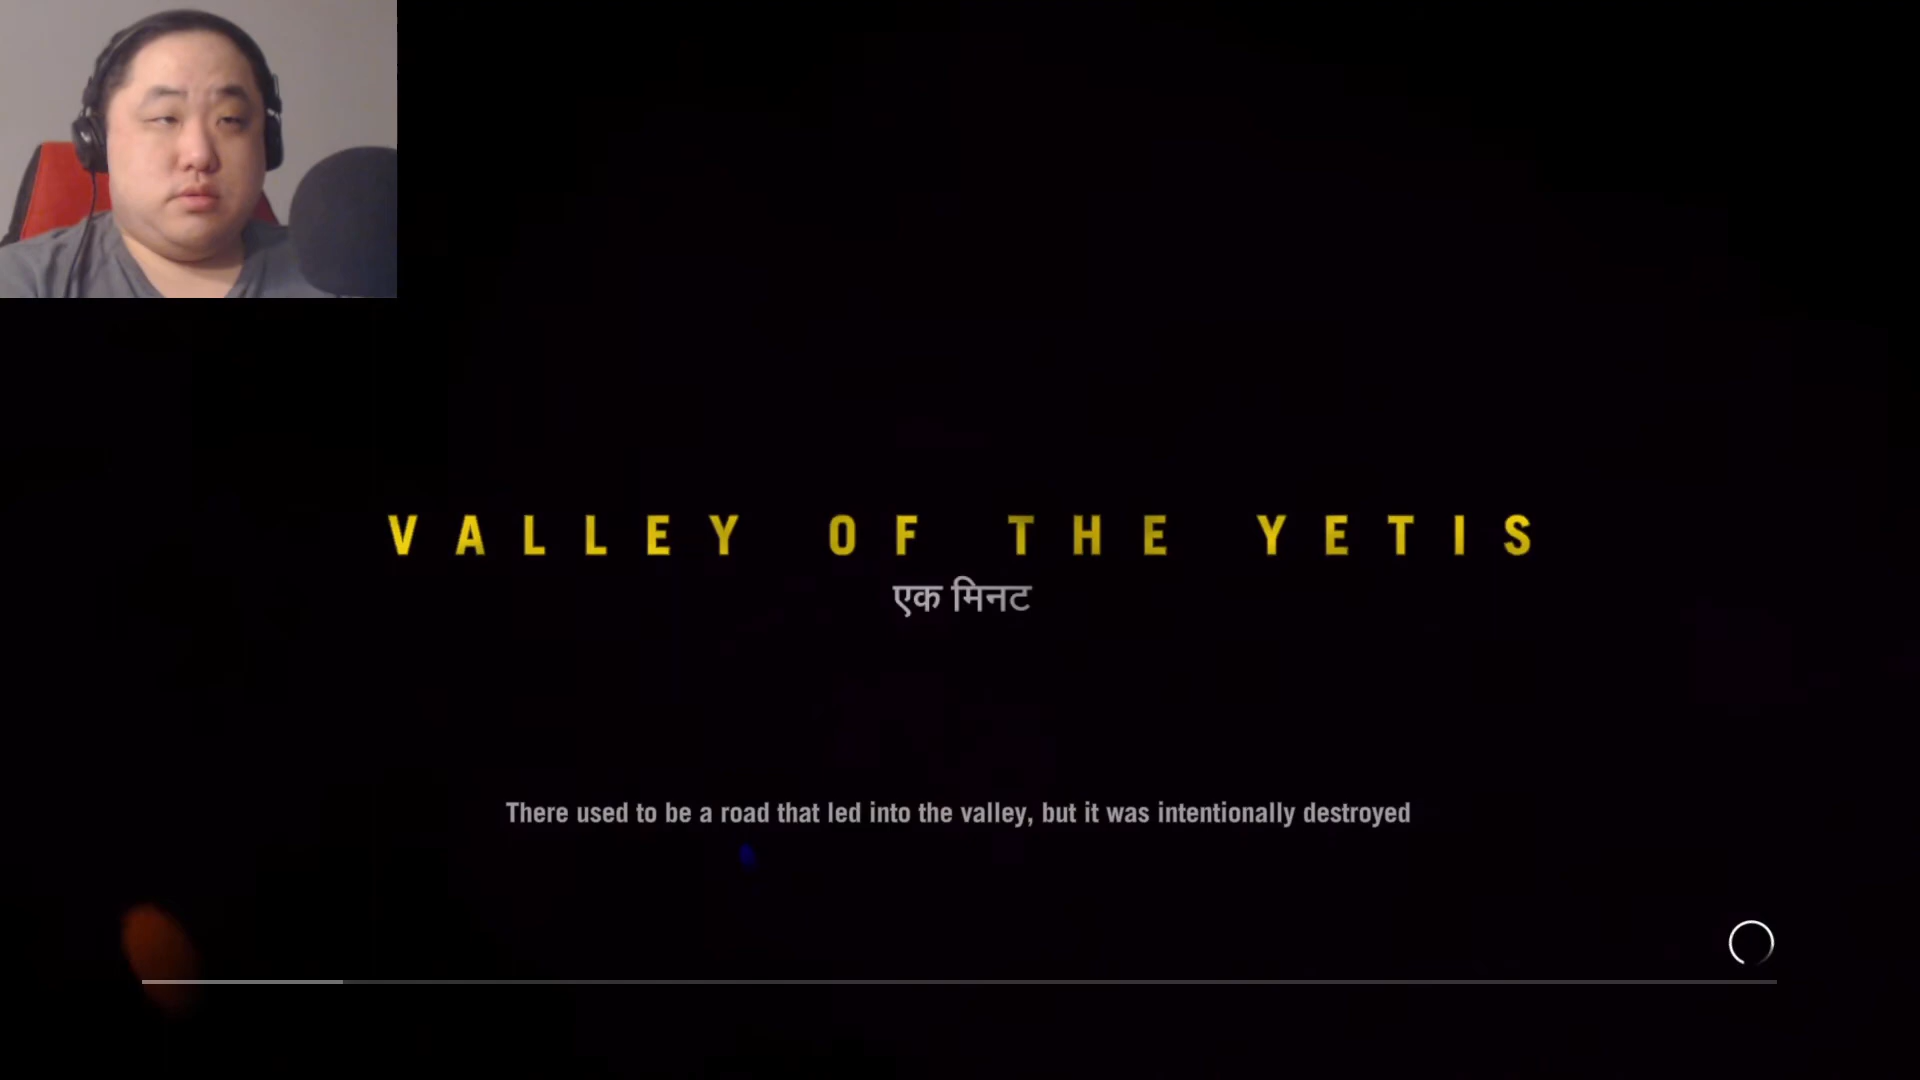 VALLEY OF THE YETIS
एक मिनट
There used to be a road that led into the valley, but it was intentionally destroyed